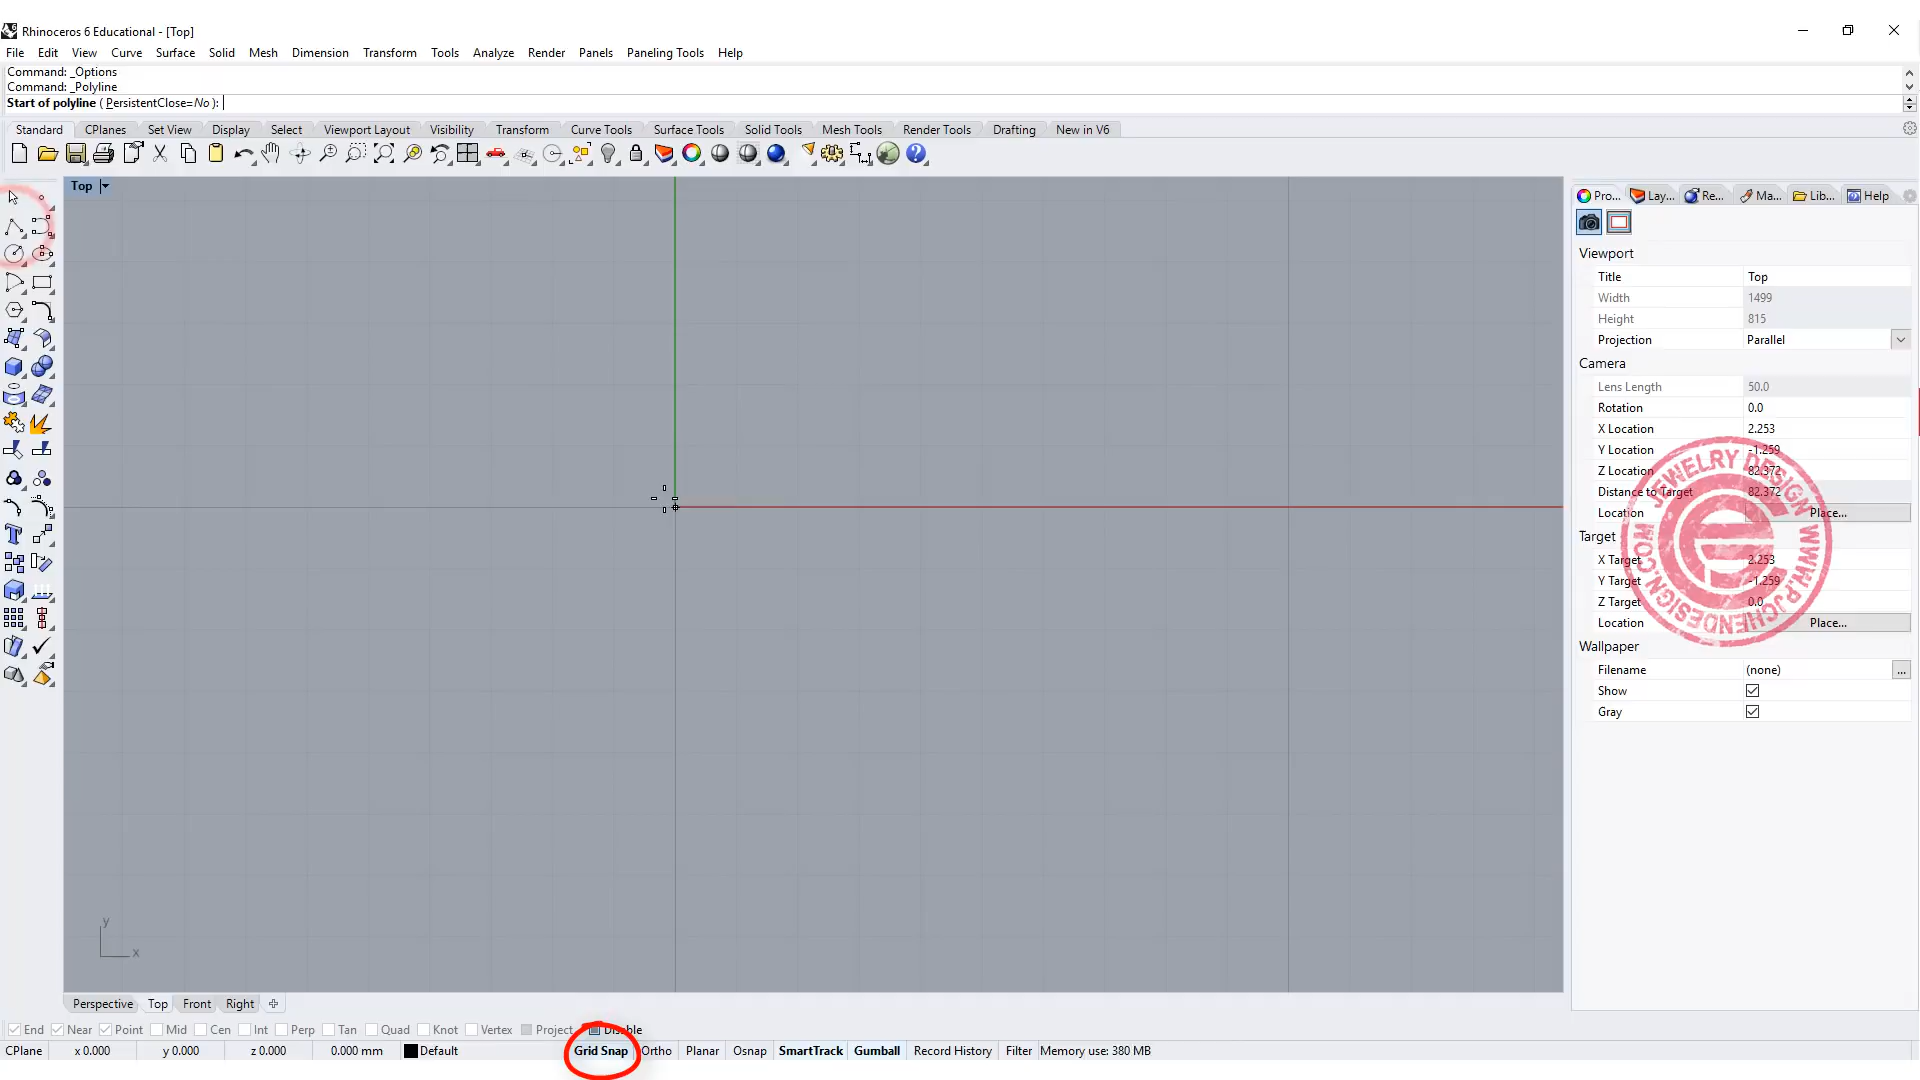 Rhinoceros 6 Educational - [Top]
File Edit View Curve Surface Solid Mesh Dimension Transform Tools Analyze Render Panels Paneling Tools Help
Command: _Options
Command: _Polyline
Start of polyline ( PersistentClose=No ):
Standard CPlanes Set View Display Select Viewport Layout Visibility Transform Curve Tools Surface Tools Solid Tools Mesh Tools Render Tools Drafting New in V6
Top
Pro... Lay... Re... Ma... Lib... Help
Viewport
Title Top
Width 1499
Height 815
Projection Parallel
Camera
Lens Length 50.0
Rotation 0.0
X Location 2.253
Y Location -1.259
Z Location 82.372
Distance to Target 82.372
Location Place...
Target
X Target 2.253
Y Target -1.259
Z Target 0.0
Location Place...
JEWELRY DESIGN WWW.PJCHENDESIGN.COM
Wallpaper
Filename (none) ...
Show
Gray
y
x
Perspective Top Front Right
End Near Point Mid Cen Int Perp Tan Quad Knot Vertex Project Disable
CPlane x 0.000 y 0.000 z 0.000 0.000 mm Default Grid Snap Ortho Planar Osnap SmartTrack Gumball Record History Filter Memory use: 380 MB